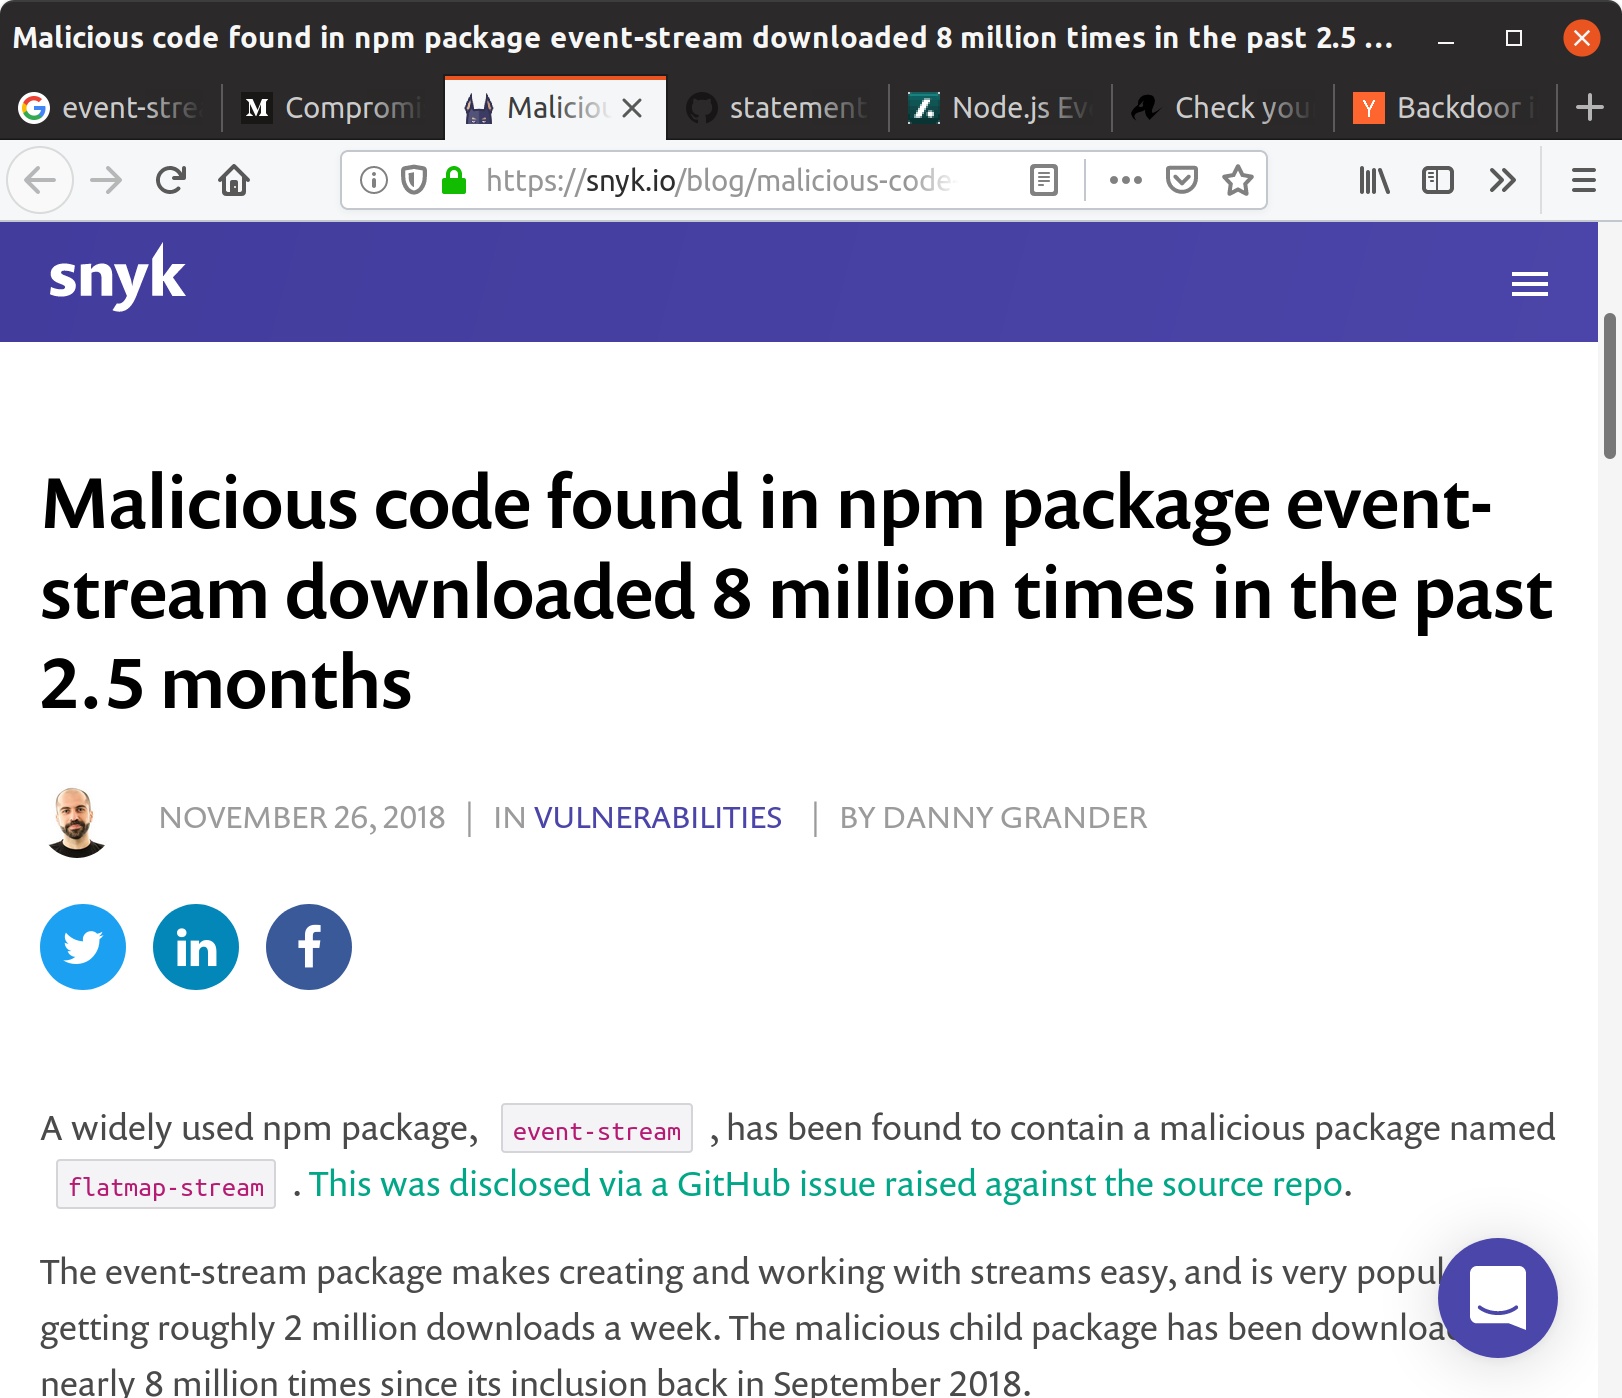 Malicious code found in npm package event-stream downloaded 8 million times in the past 2.5 ...
event-stre
M Compromi
Maliciou
statement
Node.js Ev
Check you
Y Backdoor i
https://snyk.io/blog/malicious-code-
snyk
Malicious code found in npm package event-
stream downloaded 8 million times in the past
2.5 months
NOVEMBER 26, 2018 | IN VULNERABILITIES | BY DANNY GRANDER
in f
A widely used npm package, event-stream , has been found to contain a malicious package named
flatmap-stream . This was disclosed via a GitHub issue raised against the source repo.
The event-stream package makes creating and working with streams easy, and is very popul
getting roughly 2 million downloads a week. The malicious child package has been downloa
nearly 8 million times since its inclusion back in September 2018.